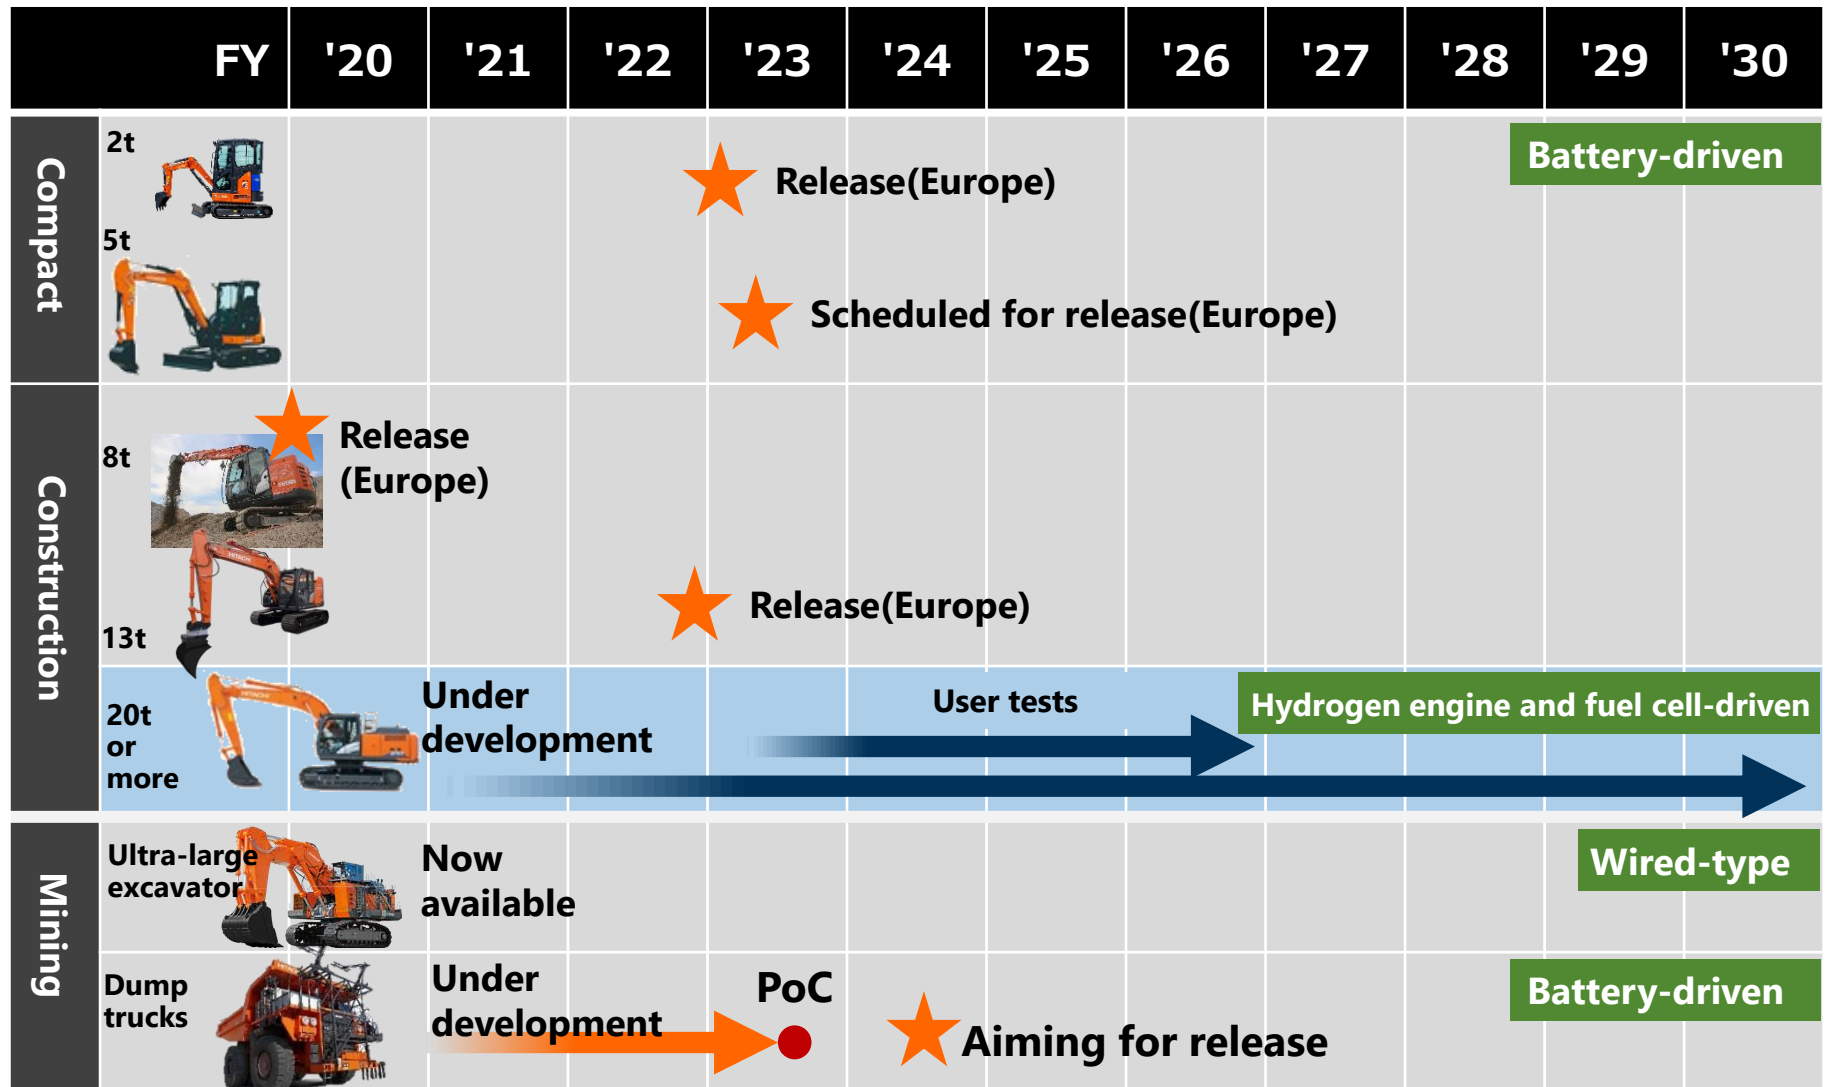 FY '20 '21 '22 '23 '24 '25 '26 '27 '28 '29 '30
Compact
2t
Release(Europe)
Battery-driven
5t
Scheduled for release(Europe)
Construction
8t
Release
(Europe)
HITACHI
13t
Release(Europe)
20t
or
more
HITACHI
Under
development
User tests
Hydrogen engine and fuel cell-driven
Mining
Ultra-large
excavator
Now
available
Wired-type
Dump
trucks
Under
development
PoC
Aiming for release
Battery-driven